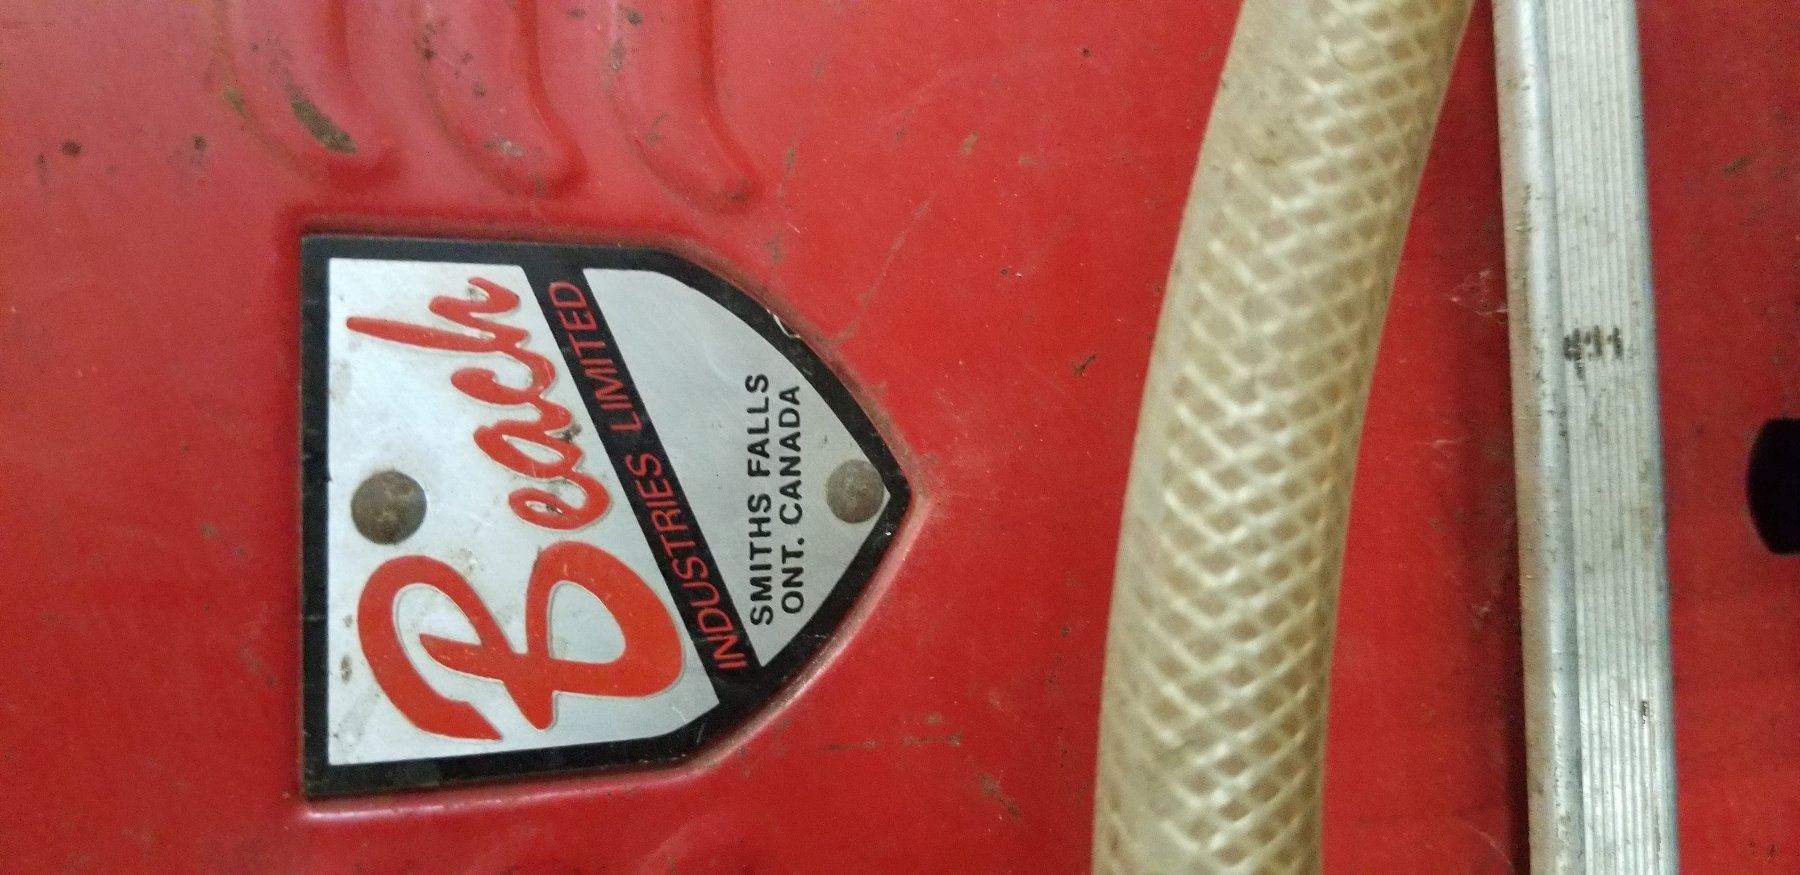 Beach
INDUSTRIES LIMITED
SMITHS FALLS
ONT. CANADA